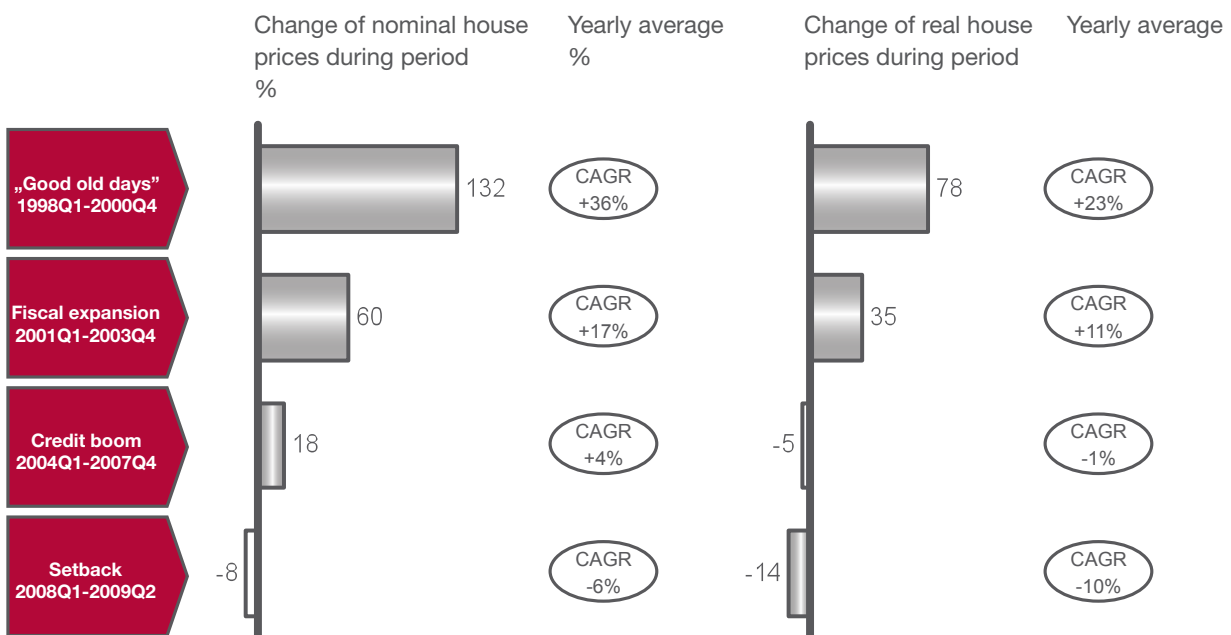 Change of nominal house
prices during period
%
Yearly average
%
Change of real house
prices during period
Yearly average
„Good old days”
1998Q1-2000Q4
132
CAGR
+36%
78
CAGR
+23%
Fiscal expansion
2001Q1-2003Q4
60
CAGR
+17%
35
CAGR
+11%
Credit boom
2004Q1-2007Q4
18
CAGR
+4%
-5
CAGR
-1%
Setback
2008Q1-2009Q2
-8
CAGR
-6%
-14
CAGR
-10%